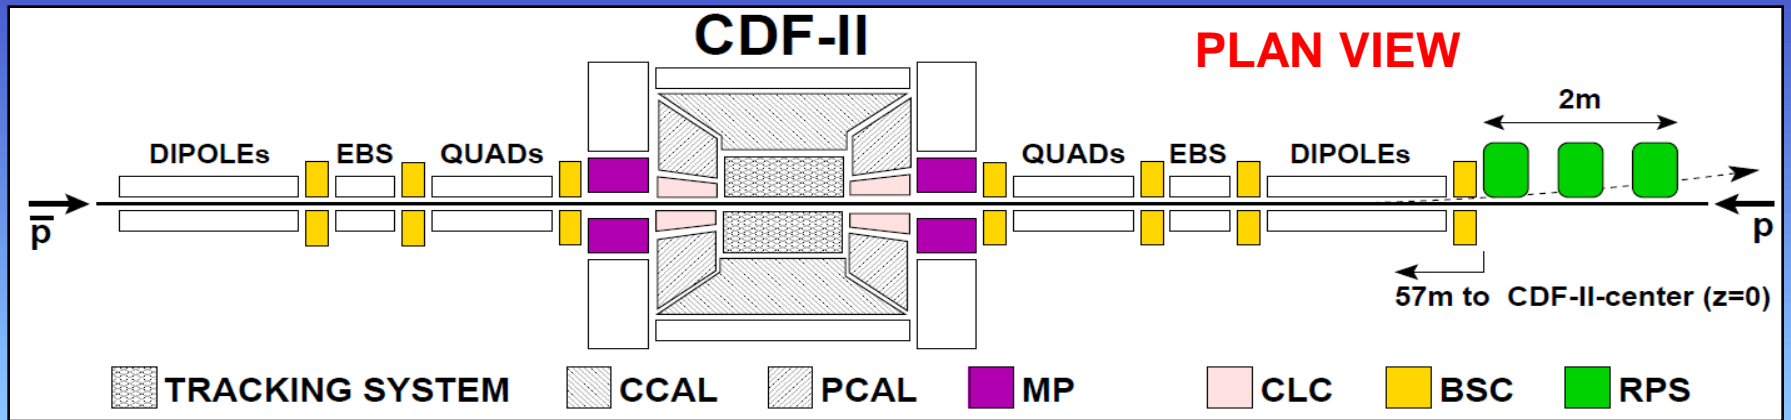 CDF-II
PLAN VIEW
2m
DIPOLEs EBS QUADs QUADs EBS DIPOLEs
p̅ p
57m to CDF-II-center (z=0)
TRACKING SYSTEM CCAL PCAL MP CLC BSC RPS